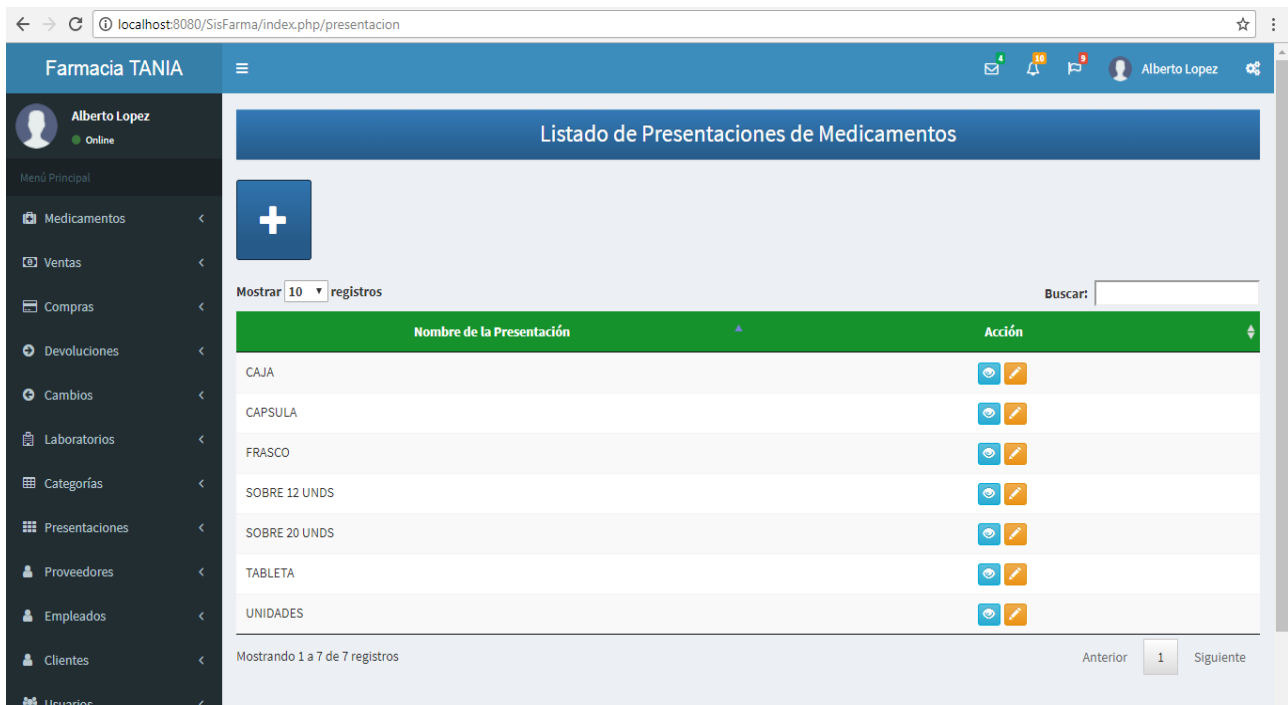 localhost:8080/SisFarma/index.php/presentacion
Farmacia TANIA
4
10
9
Alberto Lopez
Alberto Lopez
Online
Menú Principal
Medicamentos
Ventas
Compras
Devoluciones
Cambios
Laboratorios
Categorías
Presentaciones
Proveedores
Empleados
Clientes
Usuarios
Listado de Presentaciones de Medicamentos
Mostrar 10 registros
Buscar:
Nombre de la Presentación Acción
CAJA
CAPSULA
FRASCO
SOBRE 12 UNDS
SOBRE 20 UNDS
TABLETA
UNIDADES
Mostrando 1 a 7 de 7 registros
Anterior 1 Siguiente